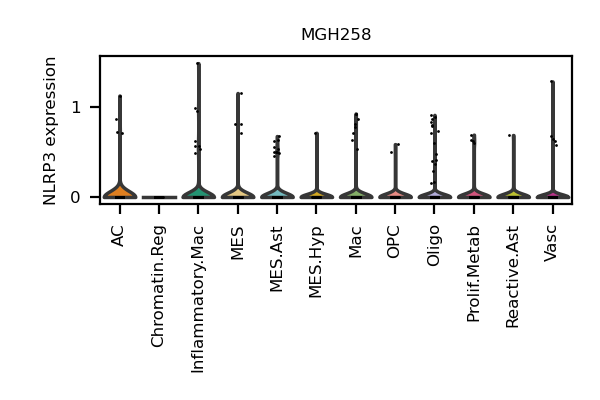 MGH258
NLRP3 expression
1
0
AC
Chromatin.Reg
Inflammatory.Mac
MES
MES.Ast
MES.Hyp
Mac
OPC
Oligo
Prolif.Metab
Reactive.Ast
Vasc